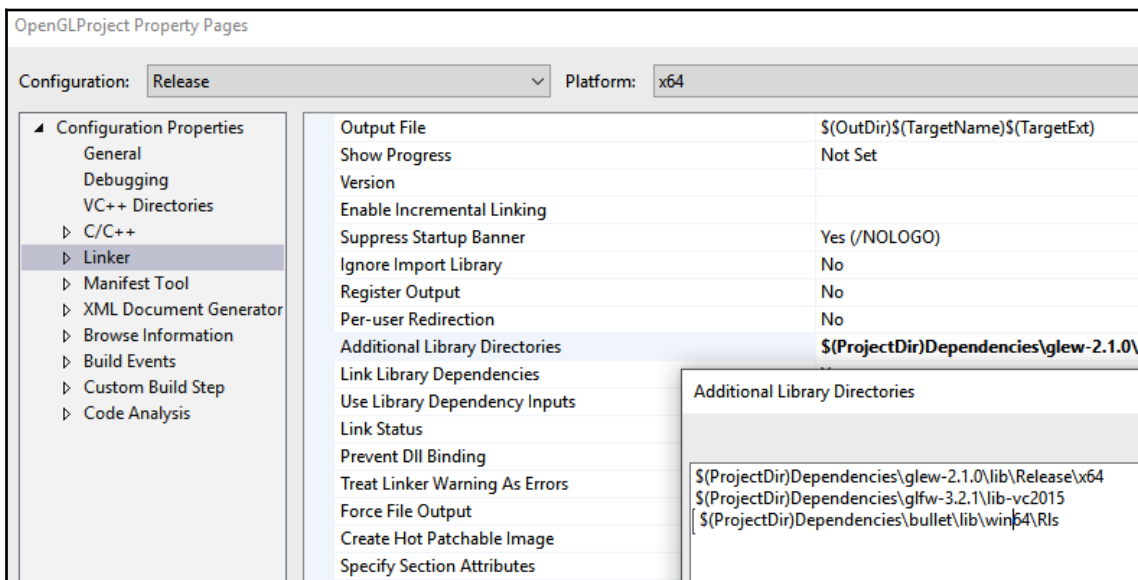 OpenGLProject Property Pages
Configuration: Release Platform: x64
Configuration Properties
General
Debugging
VC++ Directories
C/C++
Linker
Manifest Tool
XML Document Generator
Browse Information
Build Events
Custom Build Step
Code Analysis
Output File $(OutDir)$(TargetName)$(TargetExt)
Show Progress Not Set
Version
Enable Incremental Linking
Suppress Startup Banner Yes (/NOLOGO)
Ignore Import Library No
Register Output No
Per-user Redirection No
Additional Library Directories $(ProjectDir)Dependencies\glew-2.1.0\
Link Library Dependencies
Use Library Dependency Inputs
Link Status
Prevent Dll Binding
Treat Linker Warning As Errors
Force File Output
Create Hot Patchable Image
Specify Section Attributes
Additional Library Directories
$(ProjectDir)Dependencies\glew-2.1.0\lib\Release\x64
$(ProjectDir)Dependencies\glfw-3.2.1\lib-vc2015
$(ProjectDir)Dependencies\bullet\lib\win64\Rls